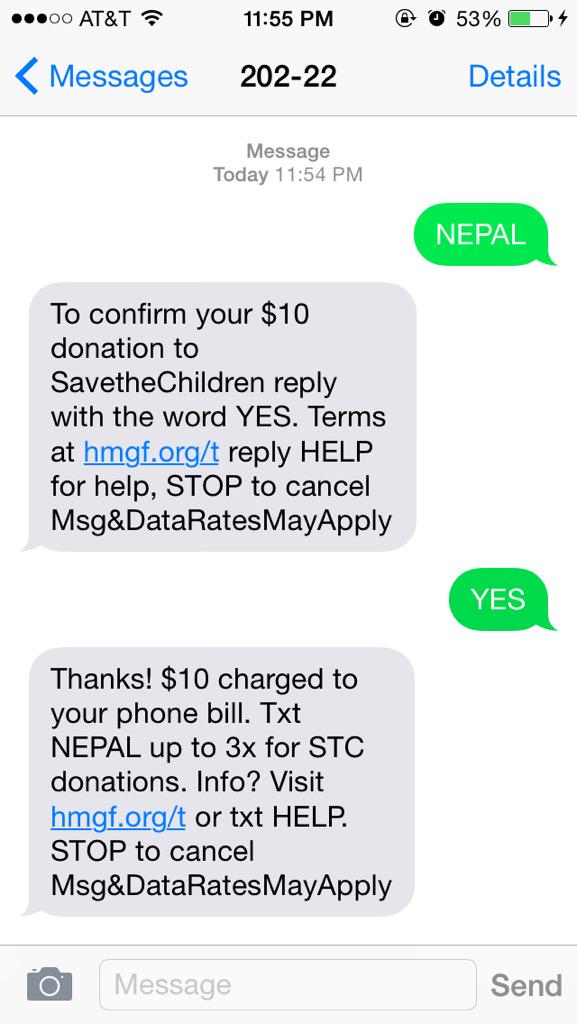 AT&T 11:55 PM 53%
Messages 202-22 Details
Message
Today 11:54 PM
NEPAL
To confirm your $10
donation to
SavetheChildren reply
with the word YES. Terms
at hmgf.org/t reply HELP
for help, STOP to cancel
Msg&DataRatesMayApply
YES
Thanks! $10 charged to
your phone bill. Txt
NEPAL up to 3x for STC
donations. Info? Visit
hmgf.org/t or txt HELP.
STOP to cancel
Msg&DataRatesMayApply
Message Send